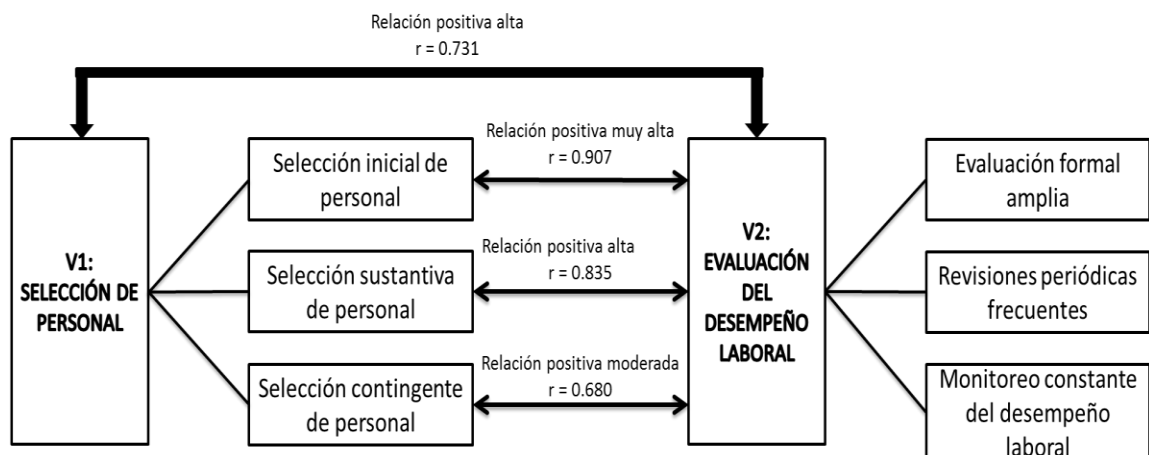 Relación positiva alta
r = 0.731
V1:
SELECCIÓN DE
PERSONAL
Selección inicial de
personal
Selección sustantiva
de personal
Selección contingente
de personal
Relación positiva muy alta
r = 0.907
Relación positiva alta
r = 0.835
Relación positiva moderada
r = 0.680
V2:
EVALUACIÓN
DEL
DESEMPEÑO
LABORAL
Evaluación formal
amplia
Revisiones periódicas
frecuentes
Monitoreo constante
del desempeño
laboral